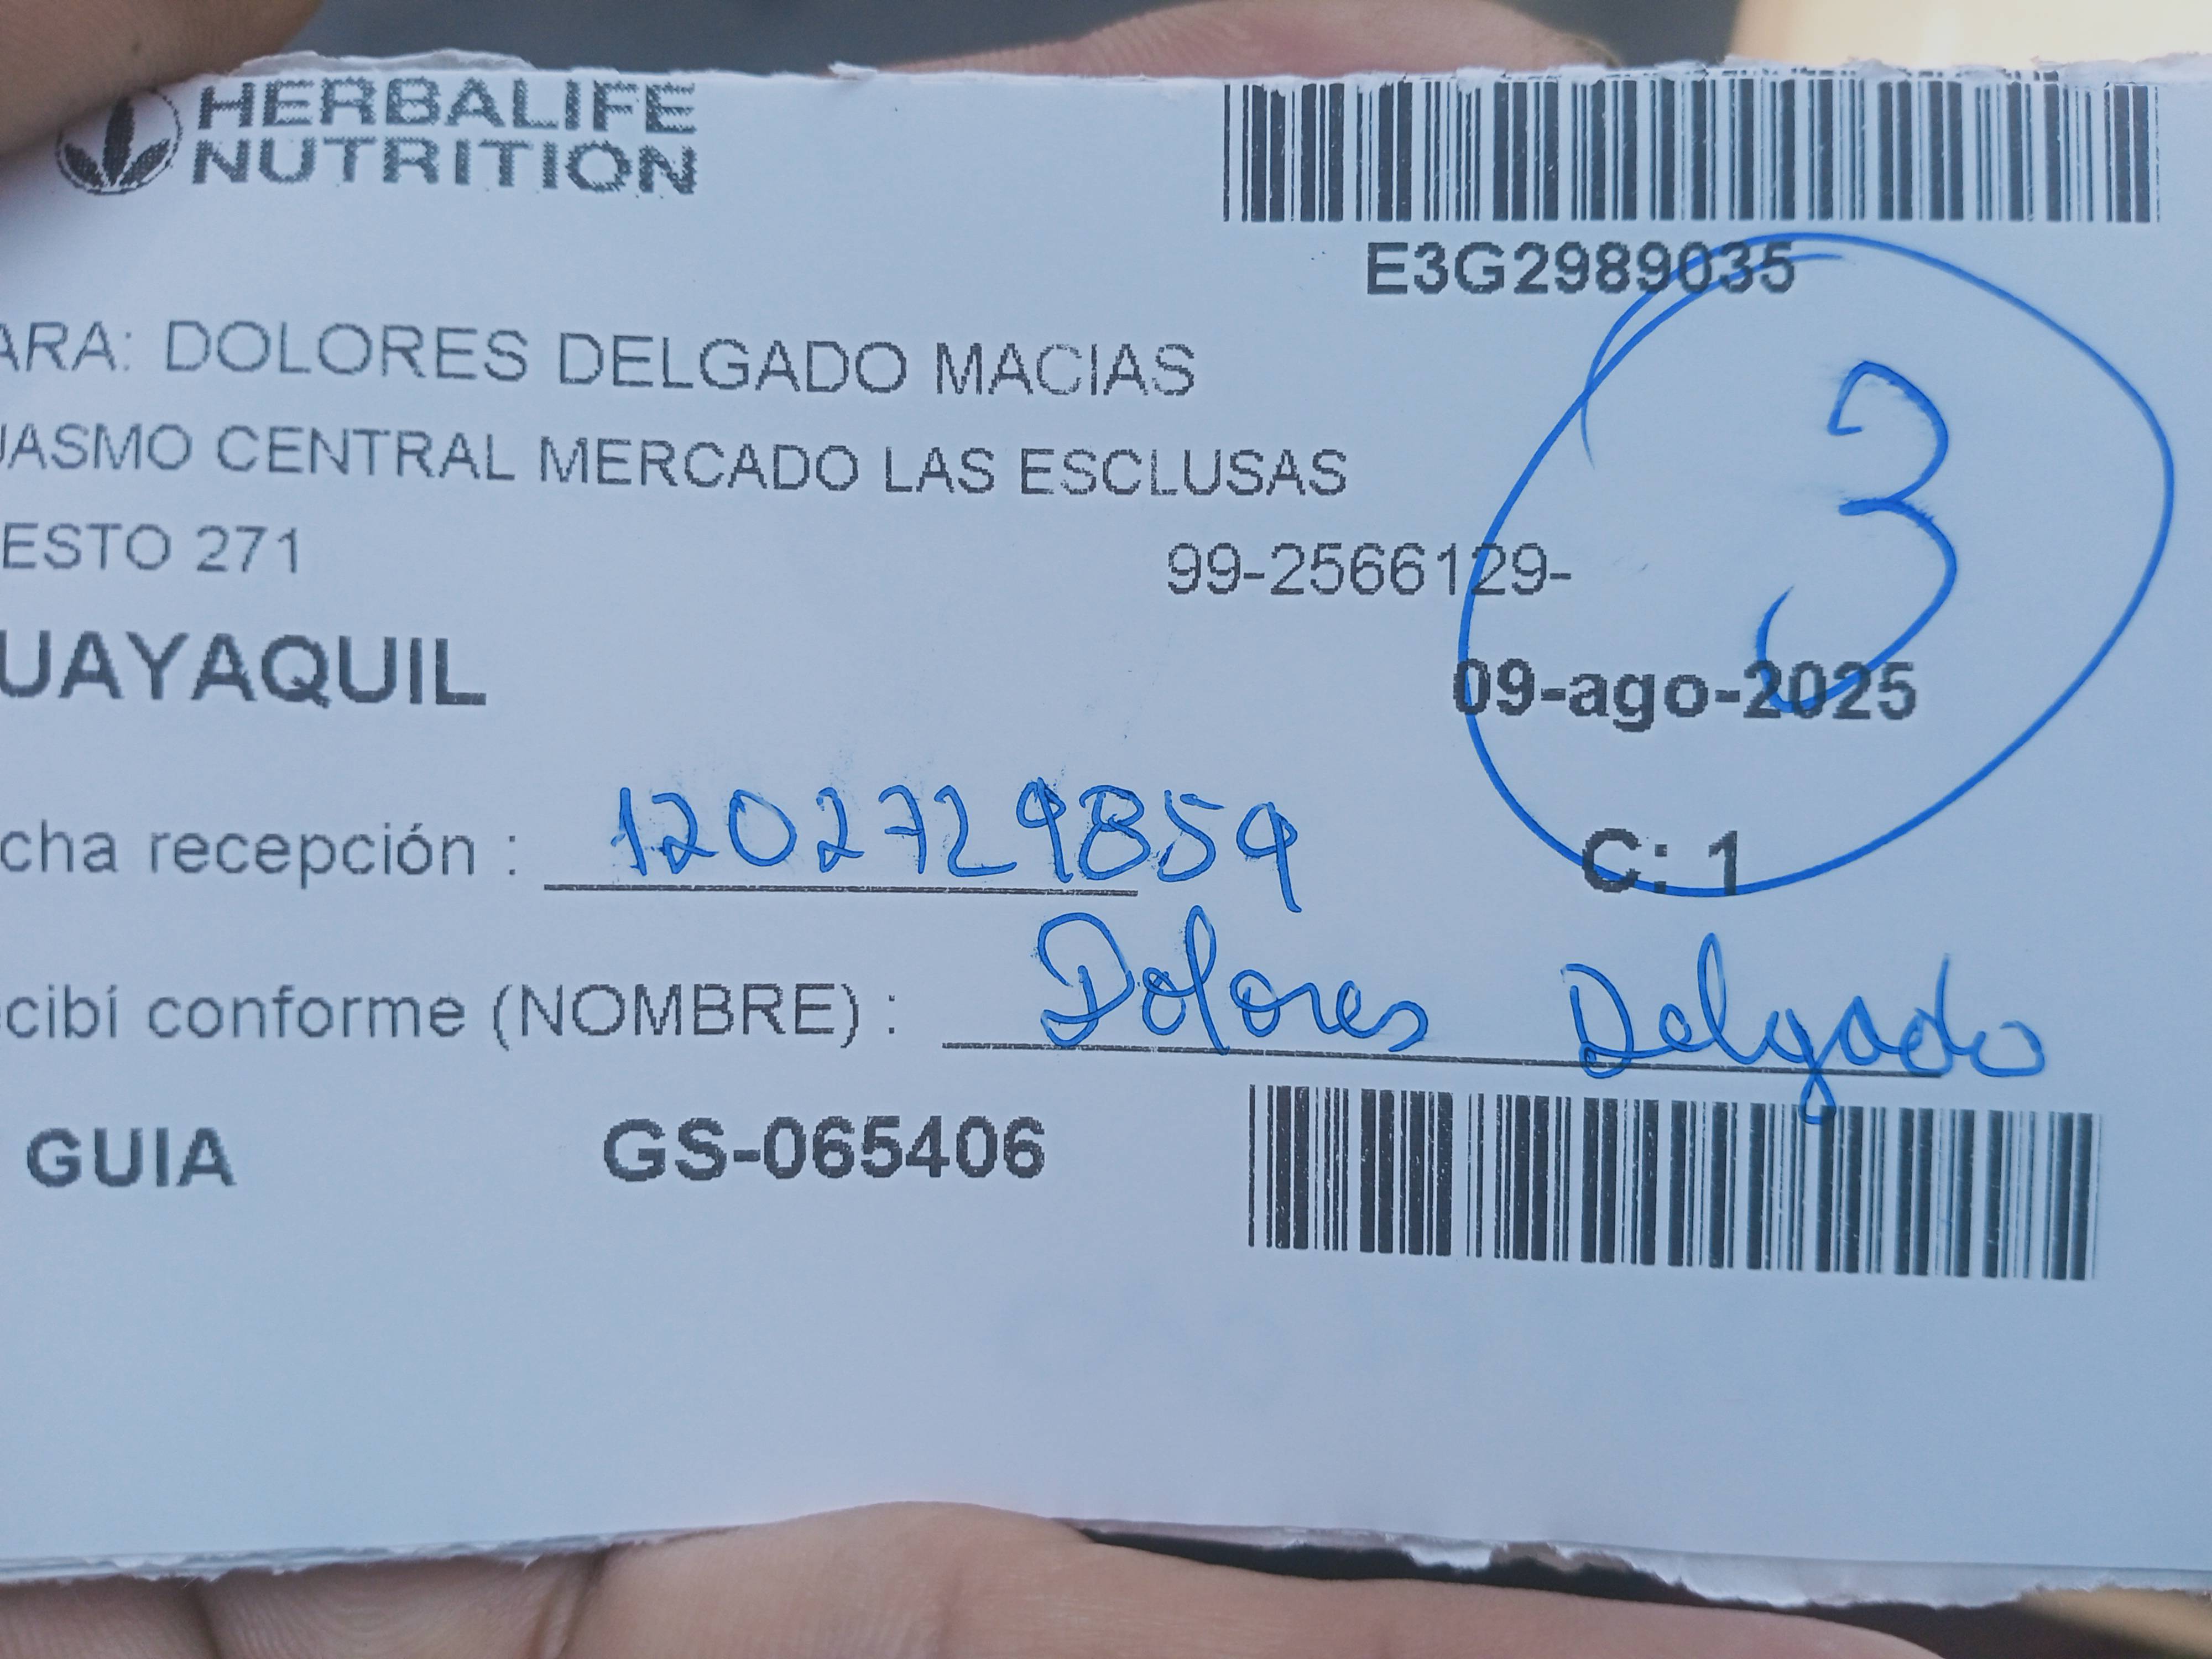 HERBALIFE
NUTRITION
E3G2989035
ARA: DOLORES DELGADO MACIAS
UASMO CENTRAL MERCADO LAS ESCLUSAS
ESTO 271
99-2566129-
3
UAYAQUIL
09-ago-2025
cha recepción : 1202729859
C: 1
cibí conforme (NOMBRE) : Dolores Delgado
GUIA GS-065406